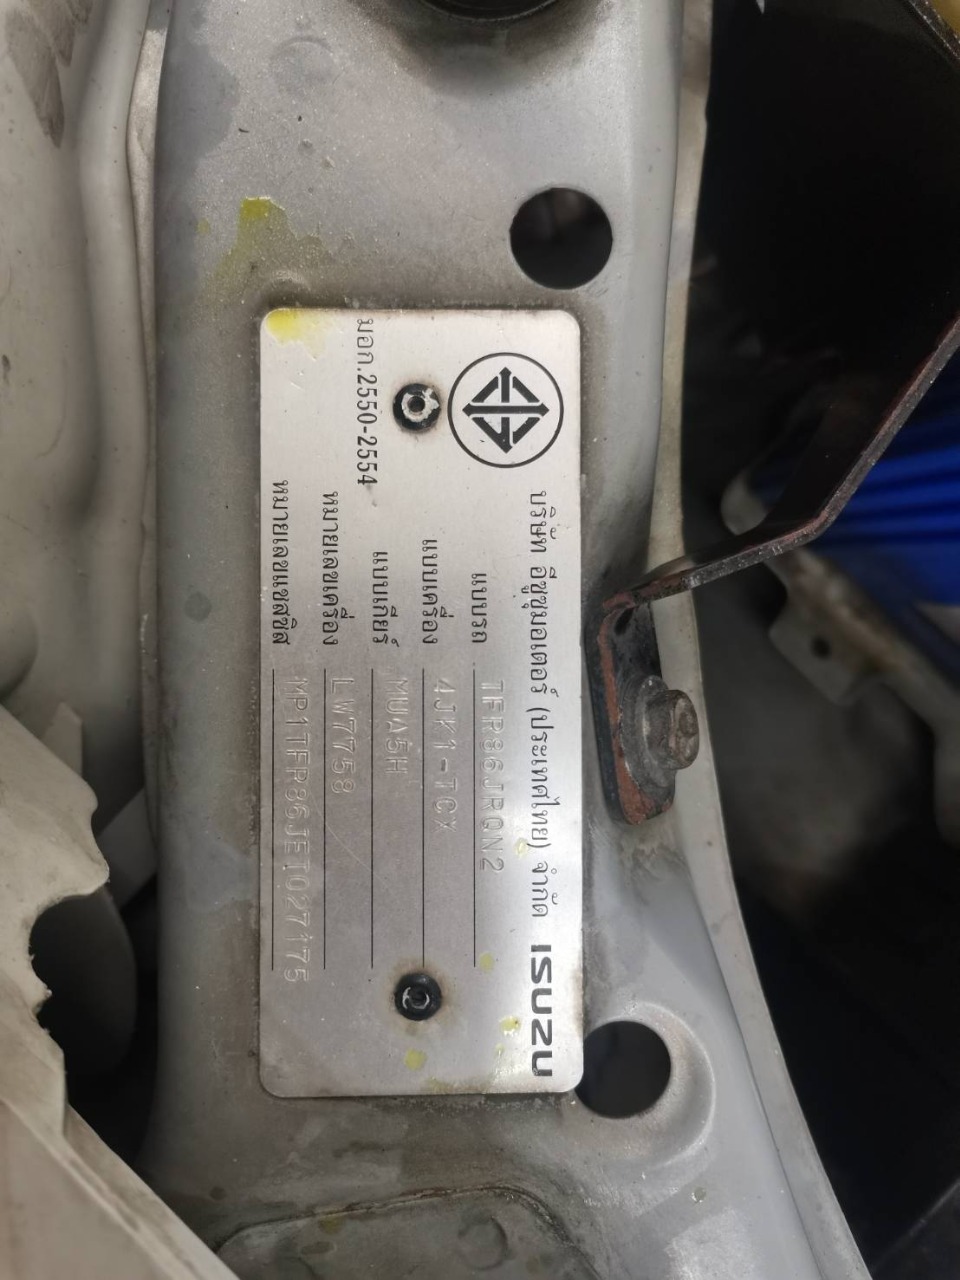 บริษัท อีซูซุมอเตอร์ (ประเทศไทย) จำกัด ISUZU
แบบรถ TFR86JRQN2
แบบเครื่อง 4JK1-TCX
มอก.2550-2554
แบบเกียร์ MUA5H
หมายเลขเครื่อง LW7758
หมายเลขแชสซิส